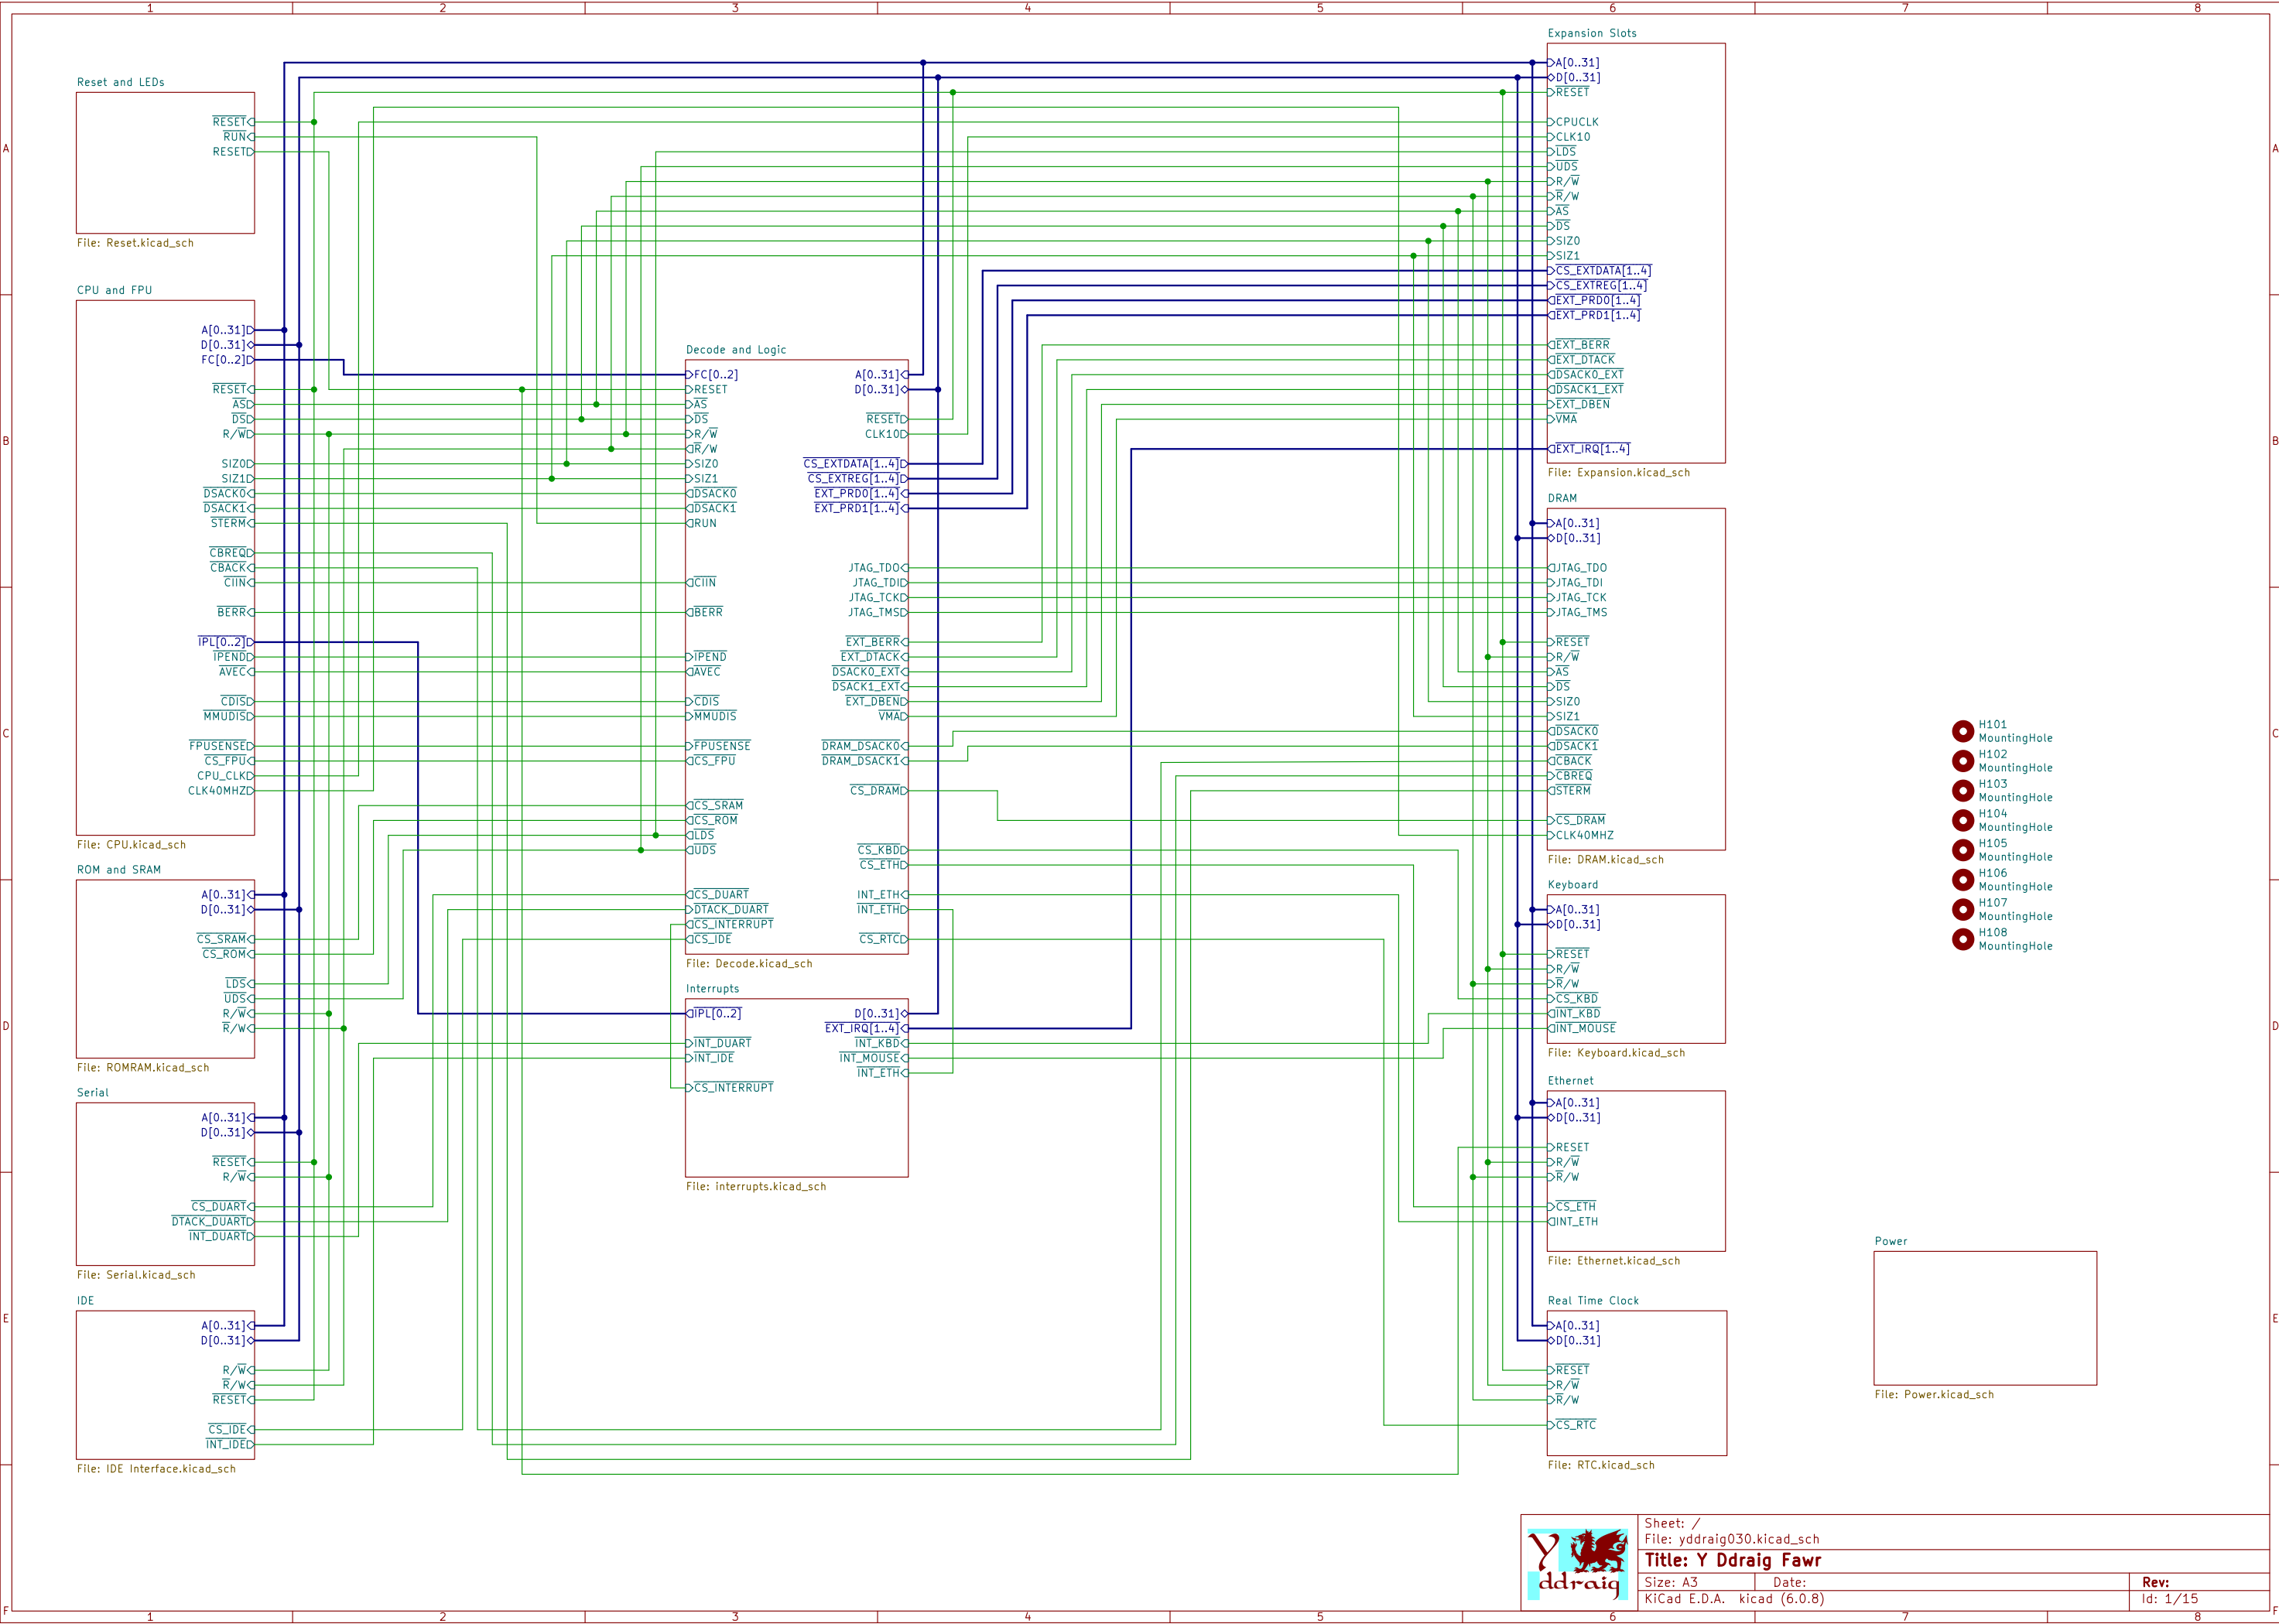 1 2 3 4 5 6 7 8
A
B
C
D
E
F
Reset and LEDs
RESET
RUN
RESET
File: Reset.kicad_sch
CPU and FPU
A[0..31]
D[0..31]
FC[0..2]
RESET
AS
DS
R/W
SIZ0
SIZ1
DSACK0
DSACK1
STERM
CBREQ
CBACK
CIIN
BERR
IPL[0..2]
IPEND
AVEC
CDIS
MMUDIS
FPUSENSE
CS_FPU
CPU_CLK
CLK40MHZ
File: CPU.kicad_sch
ROM and SRAM
A[0..31]
D[0..31]
CS_SRAM
CS_ROM
LDS
UDS
R/W
R/W
File: ROMRAM.kicad_sch
Serial
A[0..31]
D[0..31]
RESET
R/W
CS_DUART
DTACK_DUART
INT_DUART
File: Serial.kicad_sch
IDE
A[0..31]
D[0..31]
R/W
R/W
RESET
CS_IDE
INT_IDE
File: IDE Interface.kicad_sch
Decode and Logic
FC[0..2]
RESET
AS
DS
R/W
R/W
SIZ0
SIZ1
DSACK0
DSACK1
RUN
CIIN
BERR
IPEND
AVEC
CDIS
MMUDIS
FPUSENSE
CS_FPU
CS_SRAM
CS_ROM
LDS
UDS
CS_DUART
DTACK_DUART
CS_INTERRUPT
CS_IDE
A[0..31]
D[0..31]
RESET
CLK10
CS_EXTDATA[1..4]
CS_EXTREG[1..4]
EXT_PRD0[1..4]
EXT_PRD1[1..4]
JTAG_TDO
JTAG_TDI
JTAG_TCK
JTAG_TMS
EXT_BERR
EXT_DTACK
DSACK0_EXT
DSACK1_EXT
EXT_DBEN
VMA
DRAM_DSACK0
DRAM_DSACK1
CS_DRAM
CS_KBD
CS_ETH
INT_ETH
INT_ETH
CS_RTC
File: Decode.kicad_sch
Interrupts
IPL[0..2]
INT_DUART
INT_IDE
CS_INTERRUPT
D[0..31]
EXT_IRQ[1..4]
INT_KBD
INT_MOUSE
INT_ETH
File: interrupts.kicad_sch
Expansion Slots
A[0..31]
D[0..31]
RESET
CPUCLK
CLK10
LDS
UDS
R/W
R/W
AS
DS
SIZ0
SIZ1
CS_EXTDATA[1..4]
CS_EXTREG[1..4]
EXT_PRD0[1..4]
EXT_PRD1[1..4]
EXT_BERR
EXT_DTACK
DSACK0_EXT
DSACK1_EXT
EXT_DBEN
VMA
EXT_IRQ[1..4]
File: Expansion.kicad_sch
DRAM
A[0..31]
D[0..31]
JTAG_TDO
JTAG_TDI
JTAG_TCK
JTAG_TMS
RESET
R/W
AS
DS
SIZ0
SIZ1
DSACK0
DSACK1
CBACK
CBREQ
STERM
CS_DRAM
CLK40MHZ
File: DRAM.kicad_sch
Keyboard
A[0..31]
D[0..31]
RESET
R/W
R/W
CS_KBD
INT_KBD
INT_MOUSE
File: Keyboard.kicad_sch
Ethernet
A[0..31]
D[0..31]
RESET
R/W
R/W
CS_ETH
INT_ETH
File: Ethernet.kicad_sch
Real Time Clock
A[0..31]
D[0..31]
RESET
R/W
R/W
CS_RTC
File: RTC.kicad_sch
H101
MountingHole
H102
MountingHole
H103
MountingHole
H104
MountingHole
H105
MountingHole
H106
MountingHole
H107
MountingHole
H108
MountingHole
Power
File: Power.kicad_sch
Y
ddraig
Sheet: /
File: yddraig030.kicad_sch
Title: Y Ddraig Fawr
Size: A3 Date: Rev:
KiCad E.D.A. kicad (6.0.8) Id: 1/15
A
B
C
D
E
F
1 2 3 4 5 6 7 8